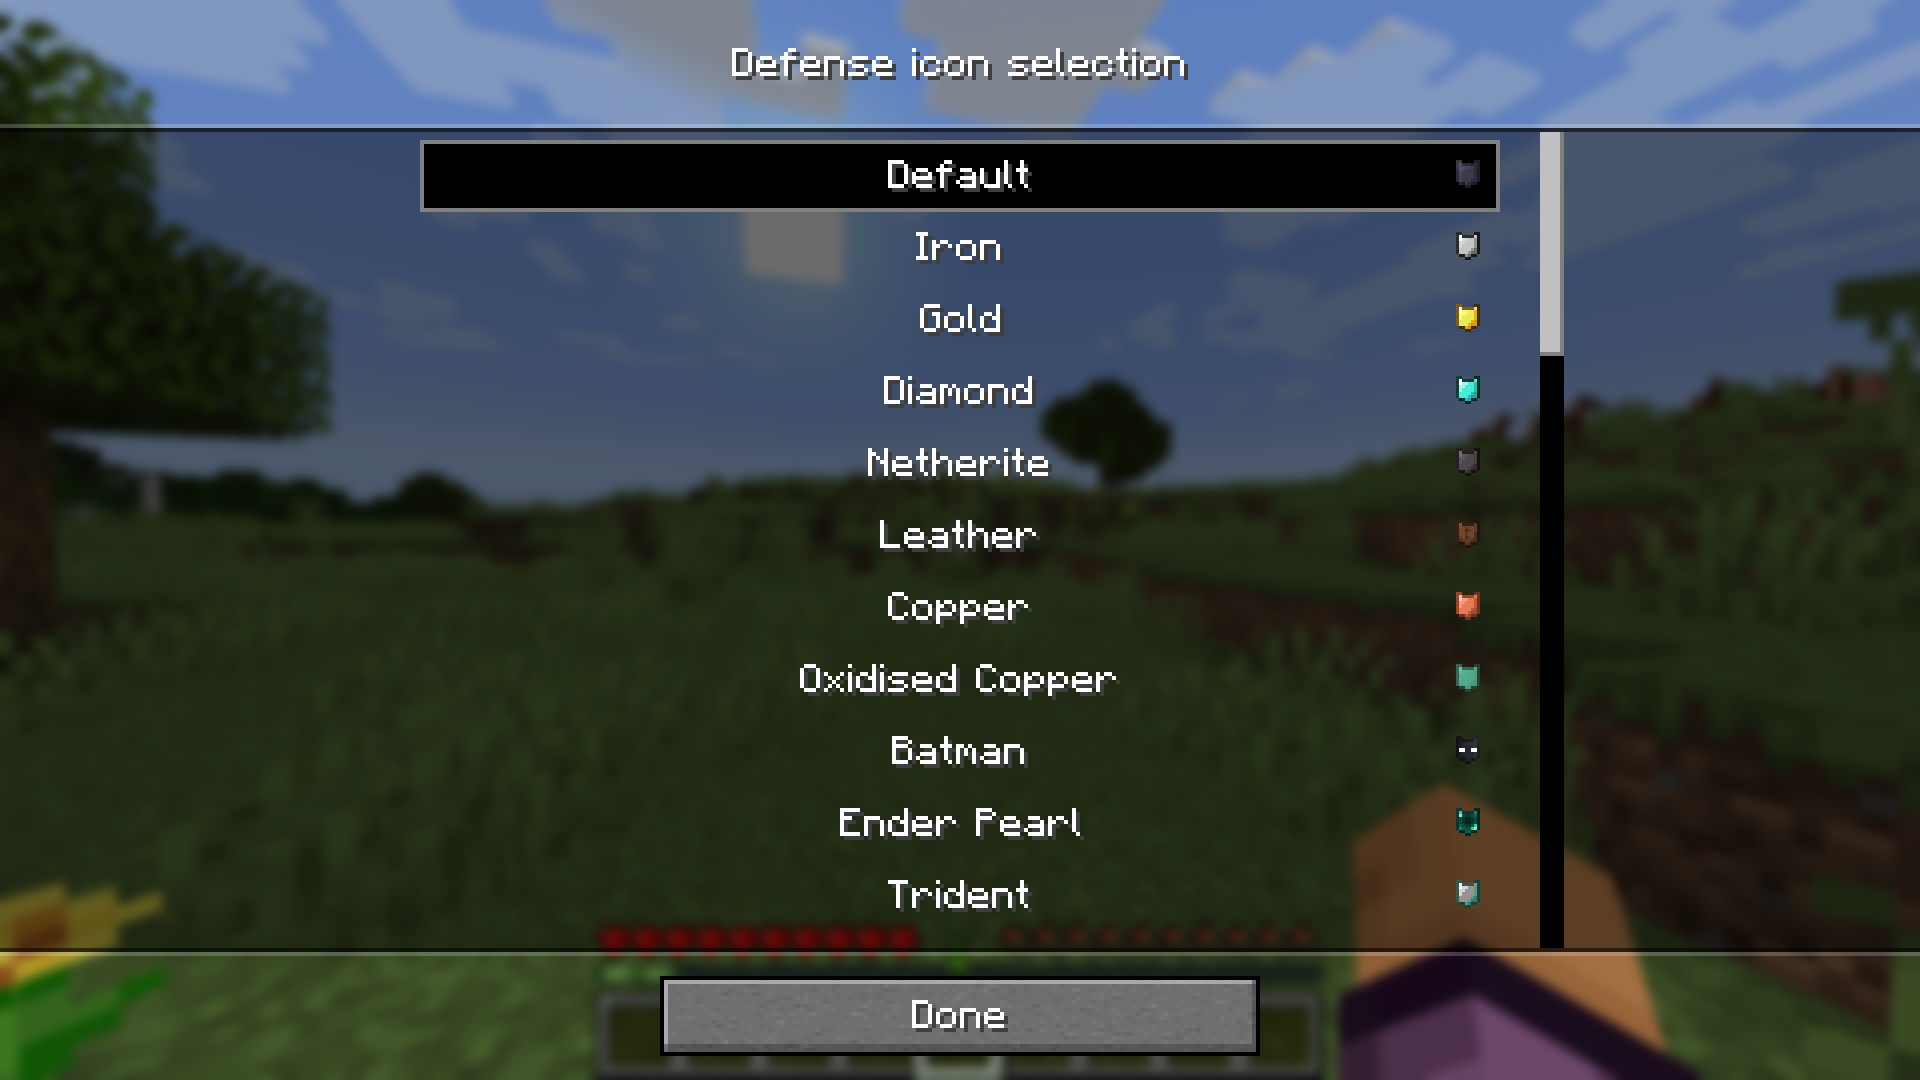 Defense icon selection
Default
Iron
Gold
Diamond
Netherite
Leather
Copper
Oxidised Copper
Batman
Ender Pearl
Trident
Done